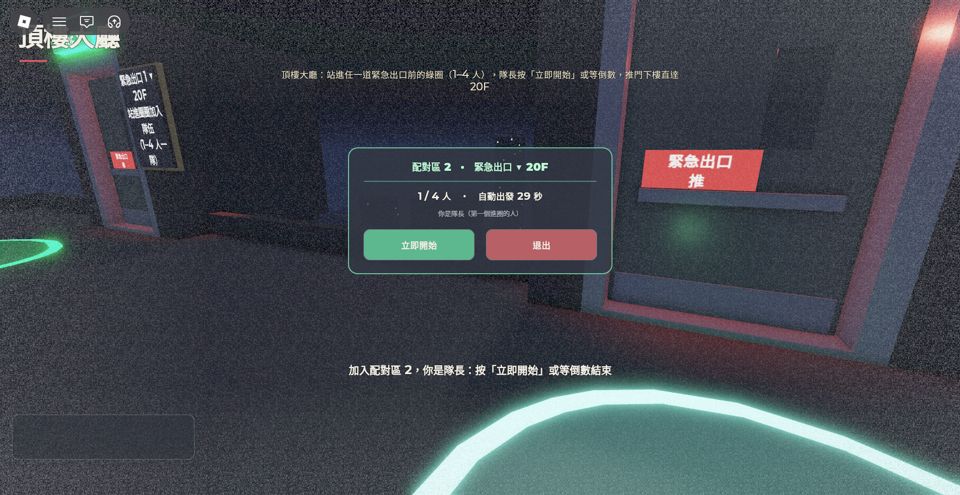 頂樓大廳
緊急出口 1 ▼
20F
站進圈圈加入
隊伍
(1–4 人一
隊)
緊急出口
推
頂樓大廳：站進任一道緊急出口前的綠圈（1–4 人），隊長按「立即開始」或等倒數，推門下樓直達
20F
配對區 2 • 緊急出口 ▼ 20F
1 / 4 人 • 自動出發 29 秒
你是隊長（第一個進圈的人）
立即開始
退出
緊急出口
推
加入配對區 2，你是隊長：按「立即開始」或等倒數結束